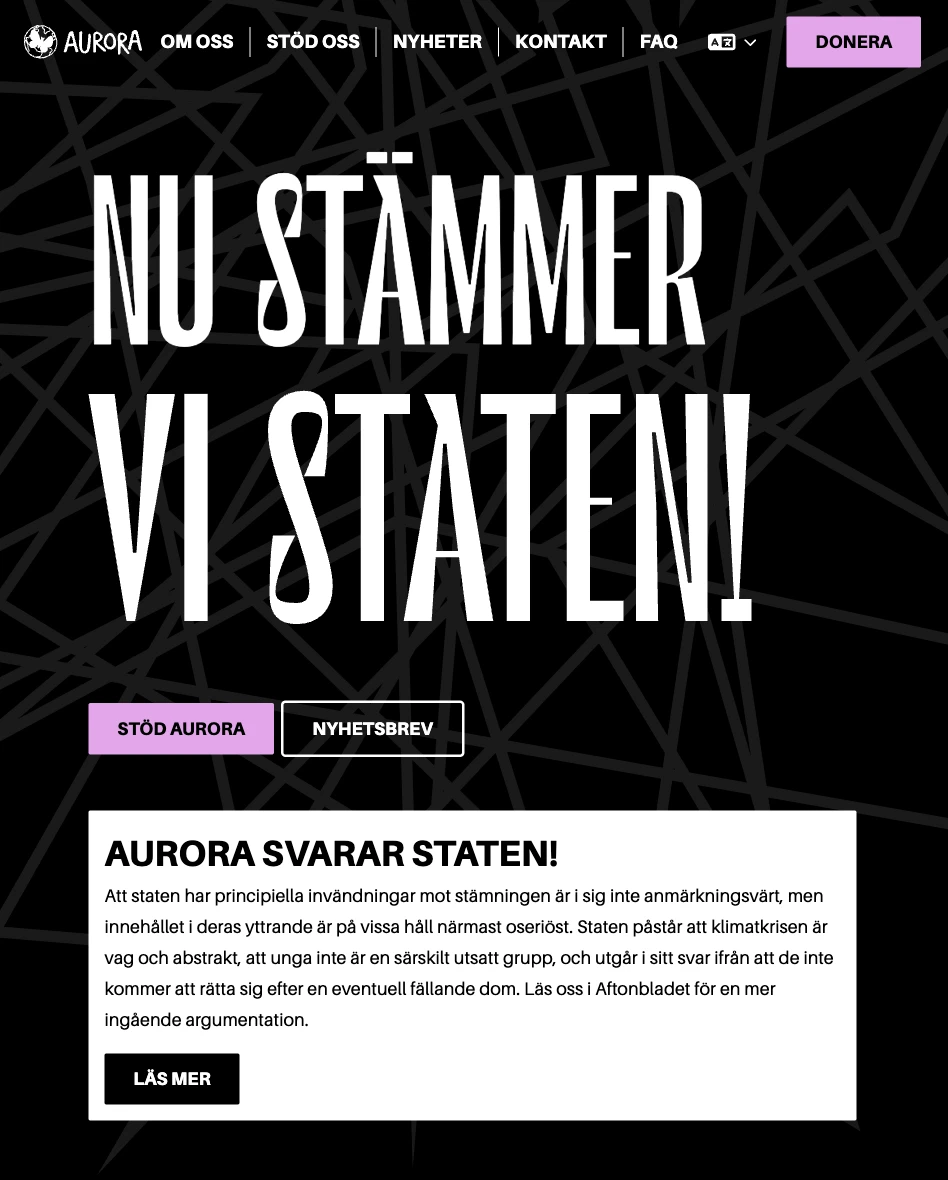 AURORA OM OSS STÖD OSS NYHETER KONTAKT FAQ DONERA
NU STÄMMER
VI STATEN!
STÖD AURORA NYHETSBREV
AURORA SVARAR STATEN!
Att staten har principiella invändningar mot stämningen är i sig inte anmärkningsvärt, men
innehållet i deras yttrande är på vissa håll närmast oseriöst. Staten påstår att klimatkrisen är
vag och abstrakt, att unga inte är en särskilt utsatt grupp, och utgår i sitt svar ifrån att de inte
kommer att rätta sig efter en eventuell fällande dom. Läs oss i Aftonbladet för en mer
ingående argumentation.
LÄS MER